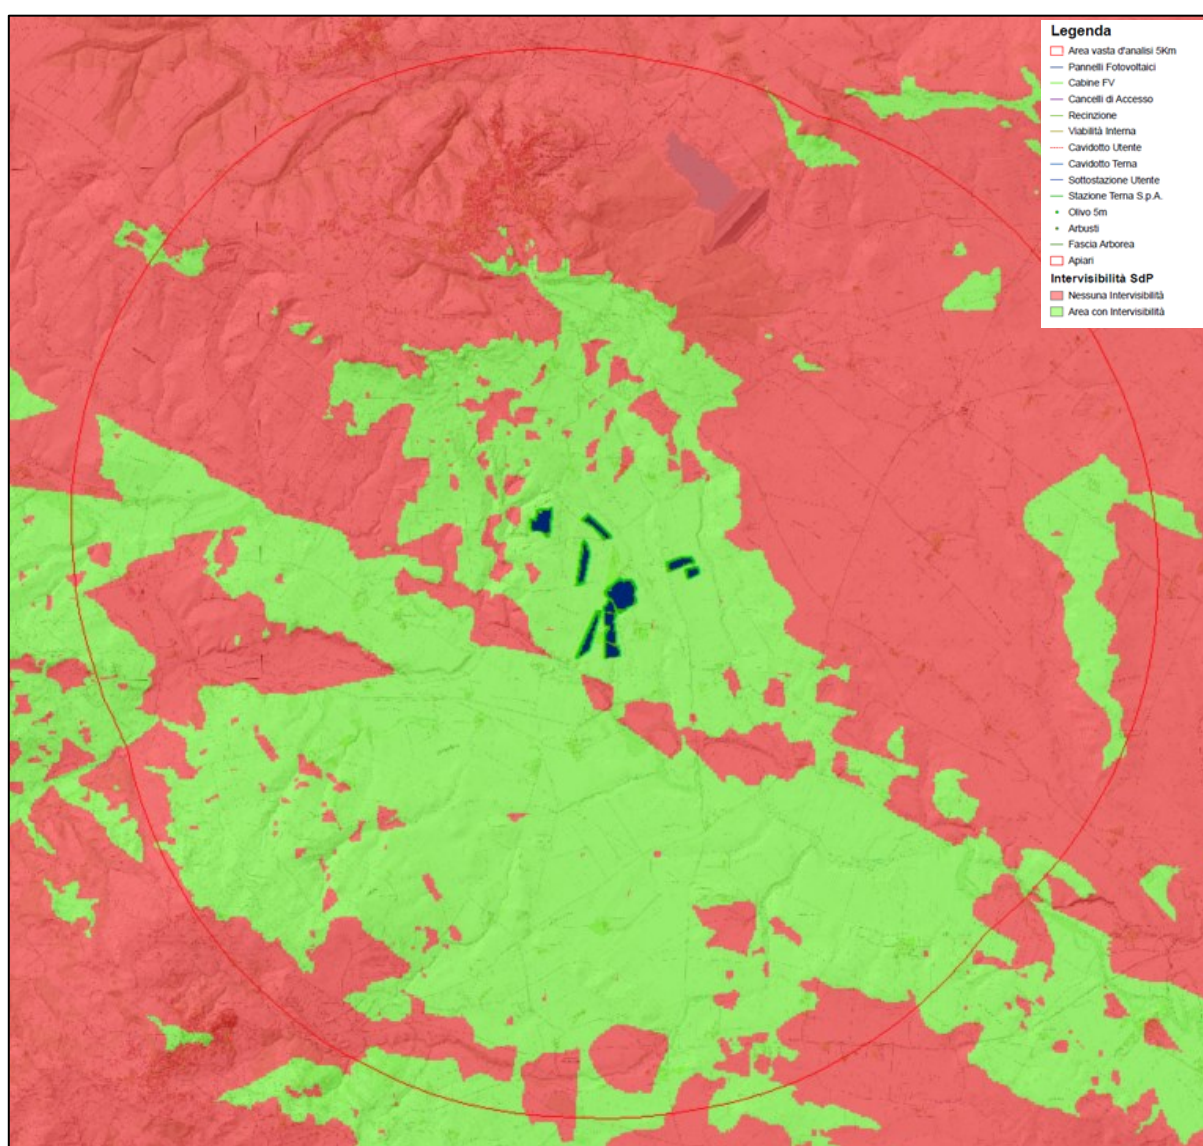 Legenda
Area vasta d'analisi 5Km
Pannelli Fotovoltaici
Cabine FV
Cancelli di Accesso
Recinzione
Viabilità Interna
Cavidotto Utente
Cavidotto Terna
Sottostazione Utente
Stazione Terna S.p.A.
Olivo 5m
Arbusti
Fascia Arborea
Apiari
Intervisibilità SdP
Nessuna Intervisibilità
Area con Intervisibilità